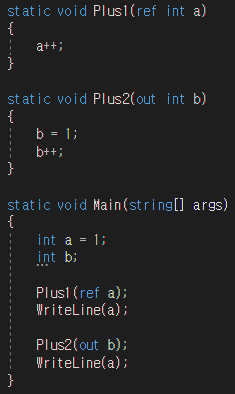 static void Plus1(ref int a)
{
    a++;
}

static void Plus2(out int b)
{
    b = 1;
    b++;
}

static void Main(string[] args)
{
    int a = 1;
    int b;

    Plus1(ref a);
    WriteLine(a);

    Plus2(out b);
    WriteLine(a);
}